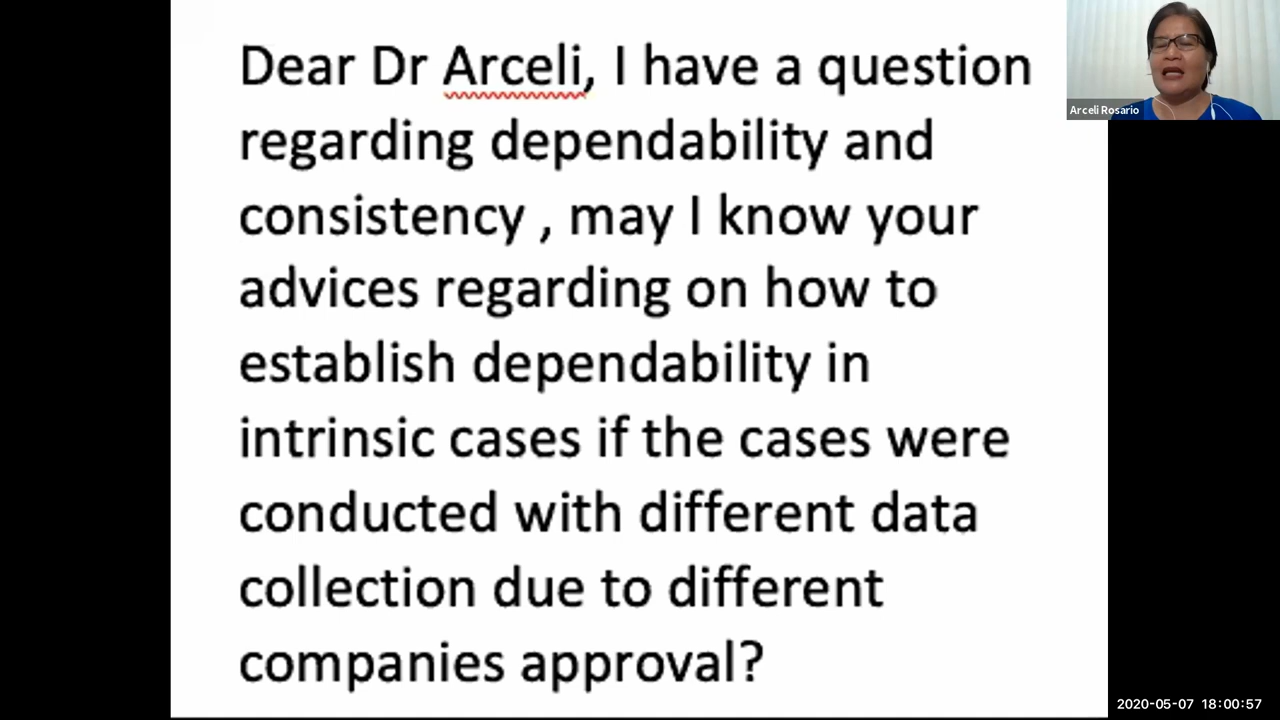 Dear Dr Arceli, I have a question
regarding dependability and
consistency , may I know your
advices regarding on how to
establish dependability in
intrinsic cases if the cases were
conducted with different data
collection due to different
companies approval?
Arceli Rosario
2020-05-07 18:00:57